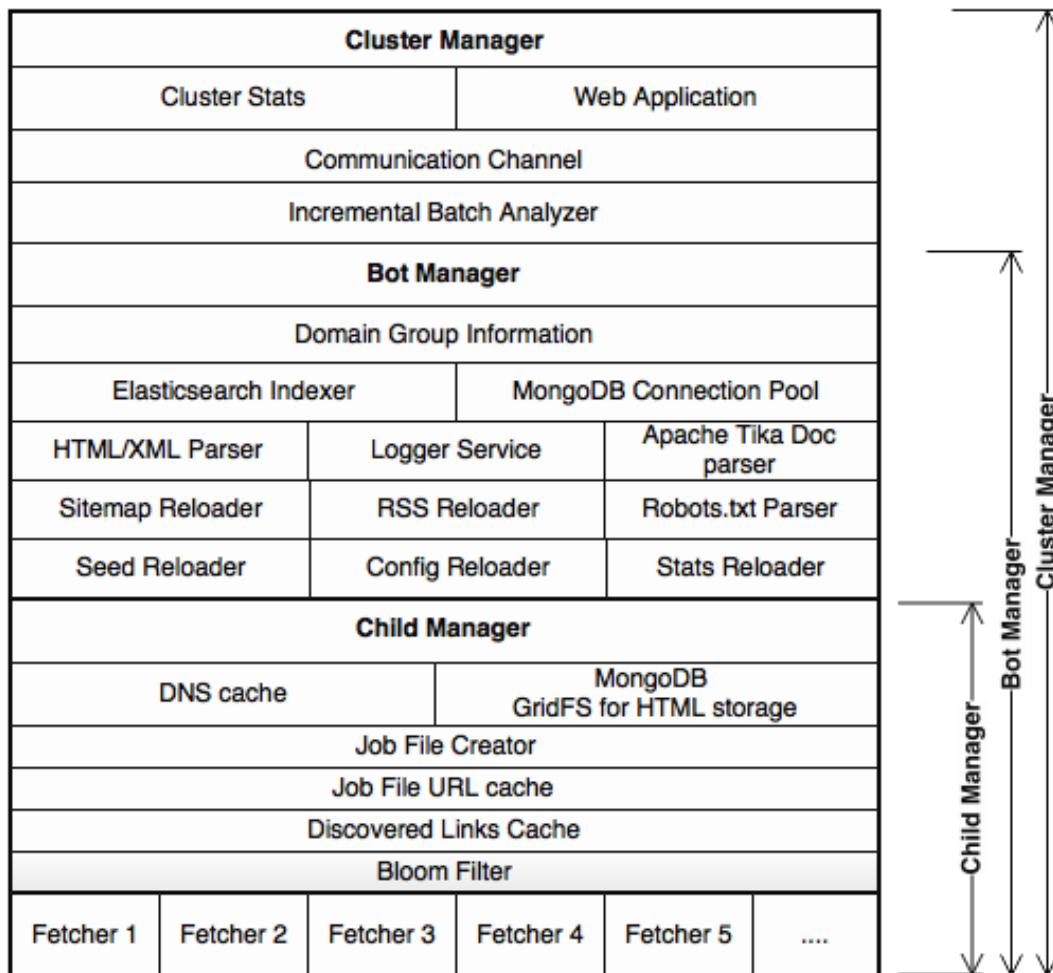 Cluster Manager
Cluster Stats
Web Application
Communication Channel
Incremental Batch Analyzer
Bot Manager
Domain Group Information
Elasticsearch Indexer
MongoDB Connection Pool
HTML/XML Parser
Logger Service
Apache Tika Doc
parser
Sitemap Reloader
RSS Reloader
Robots.txt Parser
Seed Reloader
Config Reloader
Stats Reloader
Child Manager
DNS cache
MongoDB
GridFS for HTML storage
Job File Creator
Job File URL cache
Discovered Links Cache
Bloom Filter
Fetcher 1
Fetcher 2
Fetcher 3
Fetcher 4
Fetcher 5
....
Child Manager
Bot Manager
Cluster Manager